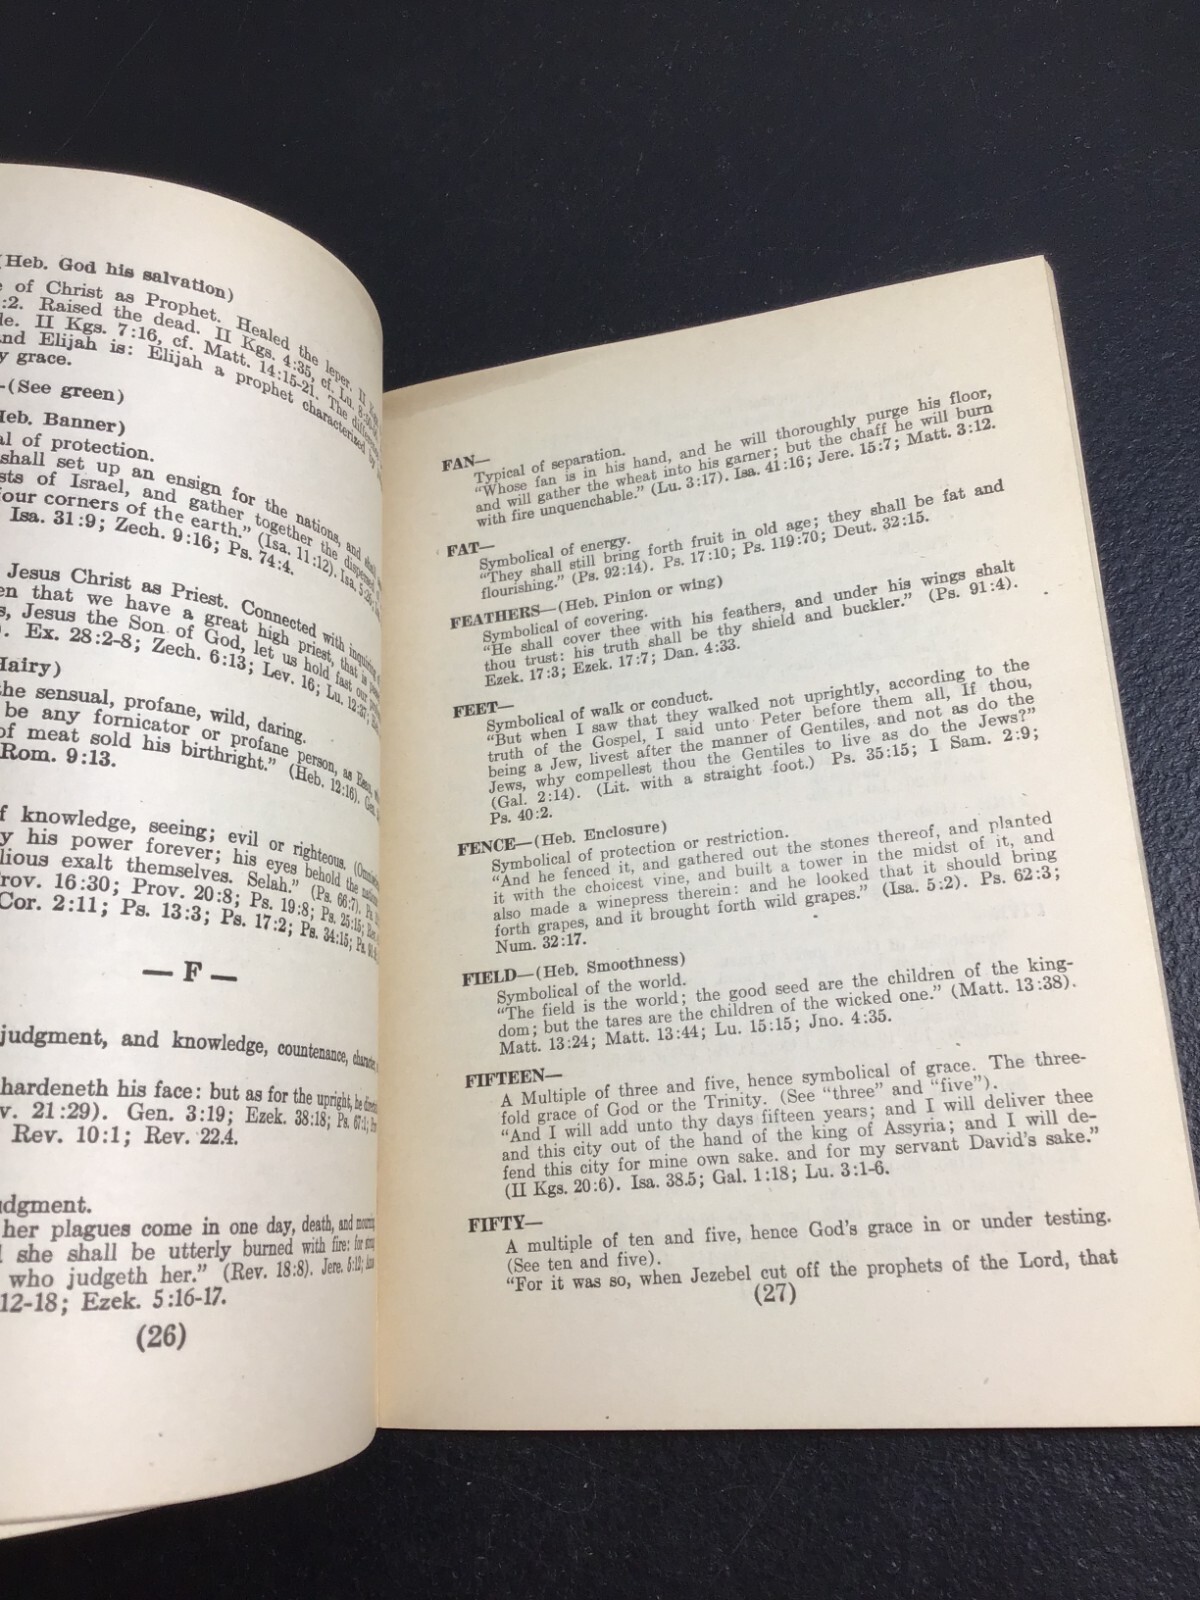 (Heb. God his salvation)
e of Christ as Prophet. Healed the leper. II
:2. Raised the dead. II Kgs. 4:35, cf. Lu.
de. II Kgs. 7:16, cf. Matt. 14:15-21. The
nd Elijah is: Elijah a prophet characterized by
y grace.
-(See green)
Heb. Banner)
al of protection.
shall set up an ensign for the nations, and shall
sts of Israel, and gather together the dispersed
four corners of the earth." (Isa. 11:12). Isa. 5:26;
Isa. 31:9; Zech. 9:16; Ps. 74:4.
Jesus Christ as Priest. Connected with inquiring
en that we have a great high priest, that is
s, Jesus the Son of God, let us hold fast our
). Ex. 28:2-8; Zech. 6:13; Lev. 16; Lu.
Hairy)
the sensual, profane, wild, daring.
be any fornicator or profane person, as Esau,
of meat sold his birthright." (Heb. 12:16). Gen.
Rom. 9:13.
f knowledge, seeing; evil or righteous.
y his power forever; his eyes behold the nations
lious exalt themselves. Selah." (Ps. 66:7).
rov. 16:30; Prov. 20:8; Ps. 19:8; Ps. 25:15;
Cor. 2:11; Ps. 13:3; Ps. 17:2; Ps. 34:15;
— F —
judgment, and knowledge, countenance, character
hardeneth his face: but as for the upright, he
v. 21:29). Gen. 3:19; Ezek. 38:18; Ps. 67:1;
Rev. 10:1; Rev. 22.4.
udgment.
her plagues come in one day, death, and mourning
l she shall be utterly burned with fire: for
who judgeth her." (Rev. 18:8). Jere. 5:12;
12-18; Ezek. 5:16-17.
(26)
FAN—
Typical of separation.
"Whose fan is in his hand, and he will thoroughly purge his floor,
and will gather the wheat into his garner; but the chaff he will burn
with fire unquenchable." (Lu. 3:17). Isa. 41:16; Jere. 15:7; Matt. 3:12.
FAT—
Symbolical of energy.
"They shall still bring forth fruit in old age; they shall be fat and
flourishing." (Ps. 92:14). Ps. 17:10; Ps. 119:70; Deut. 32:15.
FEATHERS—(Heb. Pinion or wing)
Symbolical of covering.
"He shall cover thee with his feathers, and under his wings shalt
thou trust: his truth shall be thy shield and buckler." (Ps. 91:4).
Ezek. 17:3; Ezek. 17:7; Dan. 4:33.
FEET—
Symbolical of walk or conduct.
"But when I saw that they walked not uprightly, according to the
truth of the Gospel, I said unto Peter before them all, If thou,
being a Jew, livest after the manner of Gentiles, and not as do the
Jews, why compellest thou the Gentiles to live as do the Jews?"
(Gal. 2:14). (Lit. with a straight foot.) Ps. 35:15; I Sam. 2:9;
Ps. 40:2.
FENCE—(Heb. Enclosure)
Symbolical of protection or restriction.
"And he fenced it, and gathered out the stones thereof, and planted
it with the choicest vine, and built a tower in the midst of it, and
also made a winepress therein: and he looked that it should bring
forth grapes, and it brought forth wild grapes." (Isa. 5:2). Ps. 62:3;
Num. 32:17.
FIELD—(Heb. Smoothness)
Symbolical of the world.
"The field is the world; the good seed are the children of the king-
dom; but the tares are the children of the wicked one." (Matt. 13:38).
Matt. 13:24; Matt. 13:44; Lu. 15:15; Jno. 4:35.
FIFTEEN—
A Multiple of three and five, hence symbolical of grace. The three-
fold grace of God or the Trinity. (See "three" and "five").
"And I will add unto thy days fifteen years; and I will deliver thee
and this city out of the hand of the king of Assyria; and I will de-
fend this city for mine own sake. and for my servant David's sake."
(II Kgs. 20:6). Isa. 38.5; Gal. 1:18; Lu. 3:1-6.
FIFTY—
A multiple of ten and five, hence God's grace in or under testing.
(See ten and five).
"For it was so, when Jezebel cut off the prophets of the Lord, that
(27)